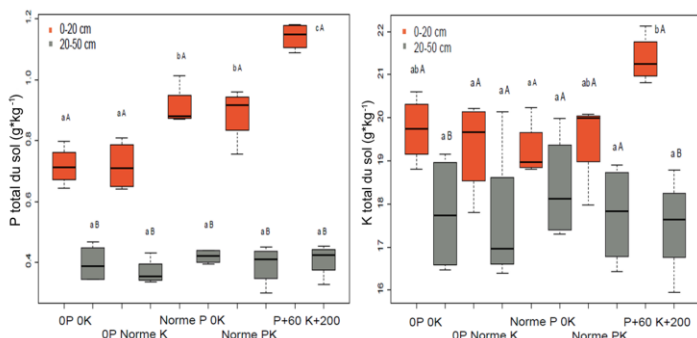 0-20 cm
20-50 cm
P total du sol (g*kg⁻¹)
1.2
1.0
0.8
0.6
0.4
aA aB aA aB bA aB bA aB cA aB
0P 0K Norme P 0K P+60 K+200
0P Norme K Norme PK
0-20 cm
20-50 cm
K total du sol (g*kg⁻¹)
22
21
20
19
18
17
16
abA aB aA aA aA aA abA aA bA aA
0P 0K Norme P 0K P+60 K+200
0P Norme K Norme PK